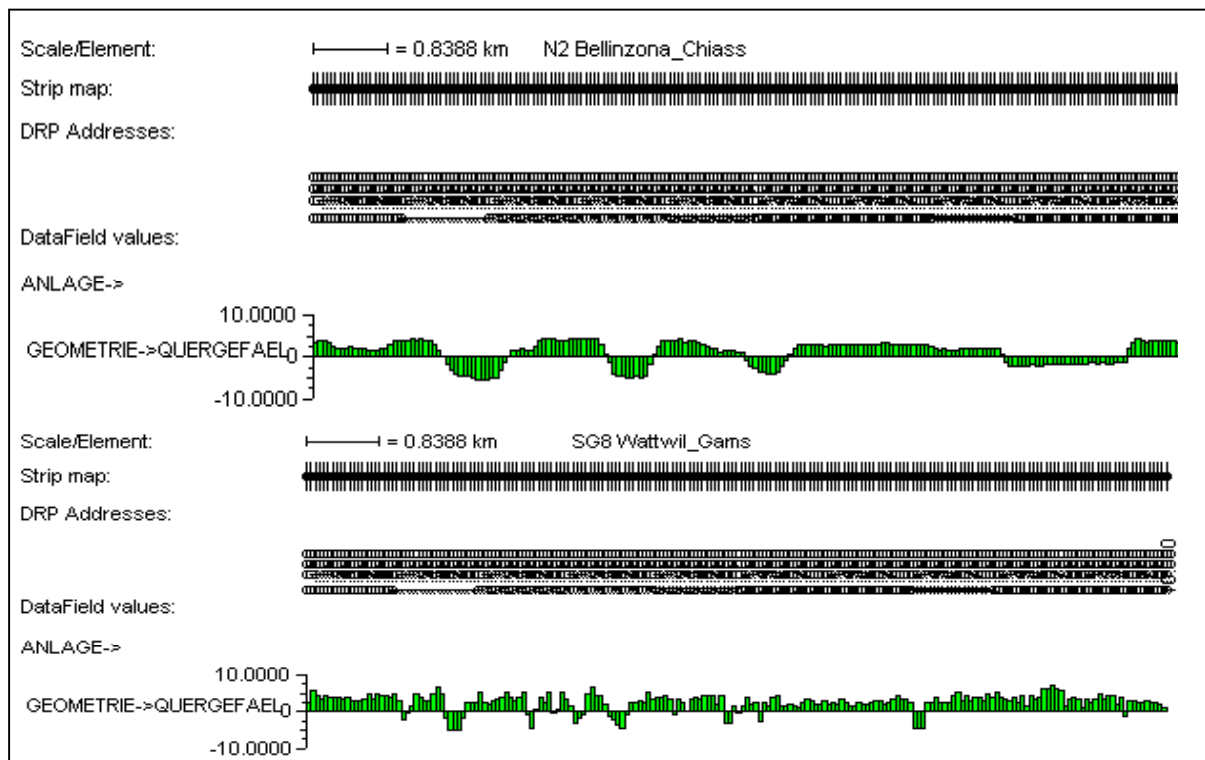 Scale/Element: = 0.8388 km N2 Bellinzona_Chiass
Strip map:
DRP Addresses:
DataField values:
ANLAGE->
10.0000
GEOMETRIE->QUERGEFAEL 0
-10.0000
Scale/Element: = 0.8388 km SG8 Wattwil_Gams
Strip map:
DRP Addresses:
DataField values:
ANLAGE->
10.0000
GEOMETRIE->QUERGEFAEL 0
-10.0000